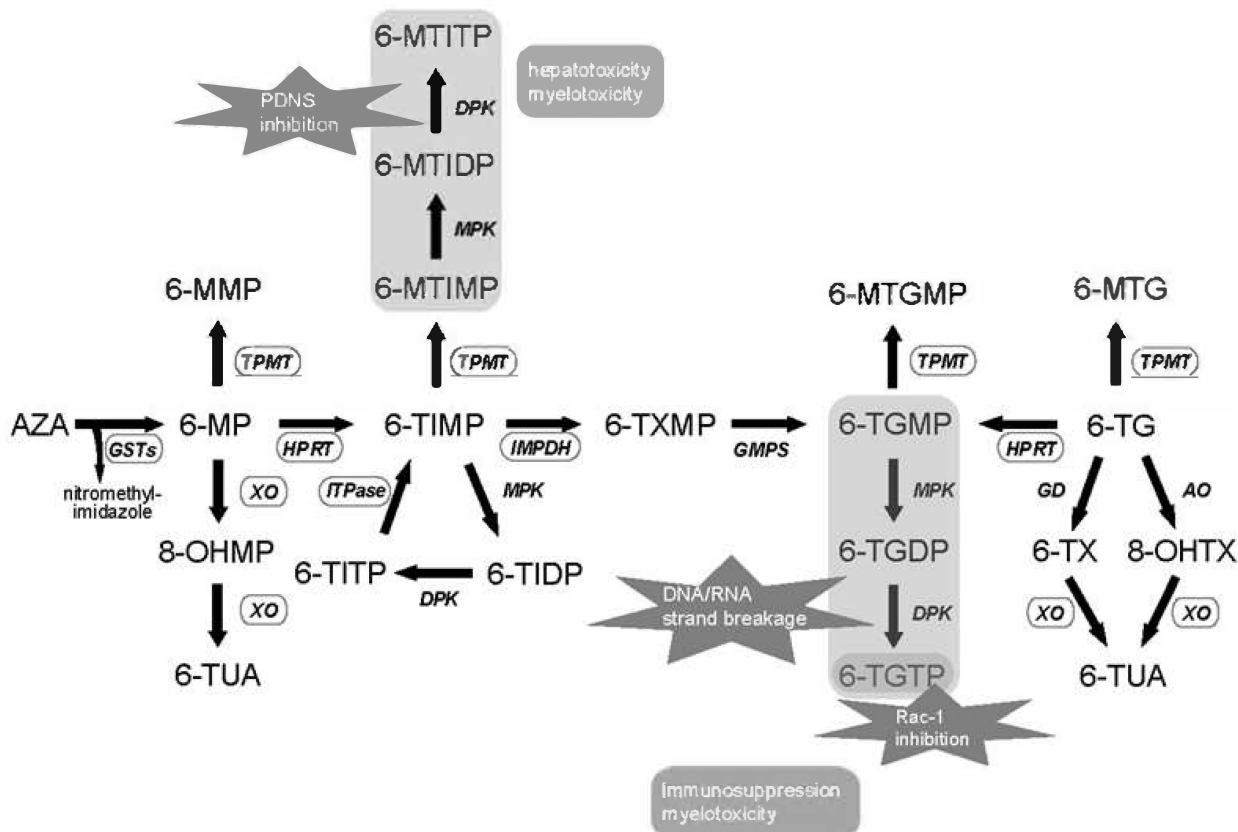 6-MTITP
hepatotoxicity
myelotoxicity
PDNS
inhibition
DPK
6-MTIDP
MPK
6-MMP
6-MTIMP
6-MTGMP
6-MTG
TPMT
TPMT
TPMT
TPMT
AZA
6-MP
6-TIMP
6-TXMP
6-TGMP
6-TG
GSTs
HPRT
IMPDH
GMPS
HPRT
nitromethyl-
imidazole
XO
ITPase
MPK
MPK
GD
AO
8-OHMP
6-TITP
6-TIDP
6-TGDP
6-TX
8-OHTX
DPK
XO
DNA/RNA
strand breakage
DPK
XO
XO
6-TUA
6-TGTP
6-TUA
Rac-1
inhibition
Immunosuppression
myelotoxicity